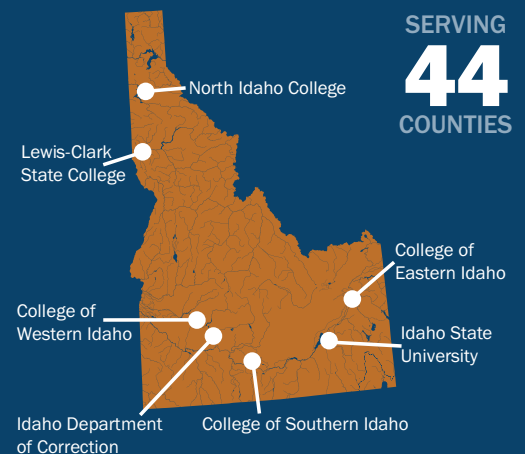 SERVING
44
COUNTIES
North Idaho College
Lewis-Clark
State College
College of
Eastern Idaho
College of
Western Idaho
Idaho State
University
Idaho Department
of Correction
College of Southern Idaho